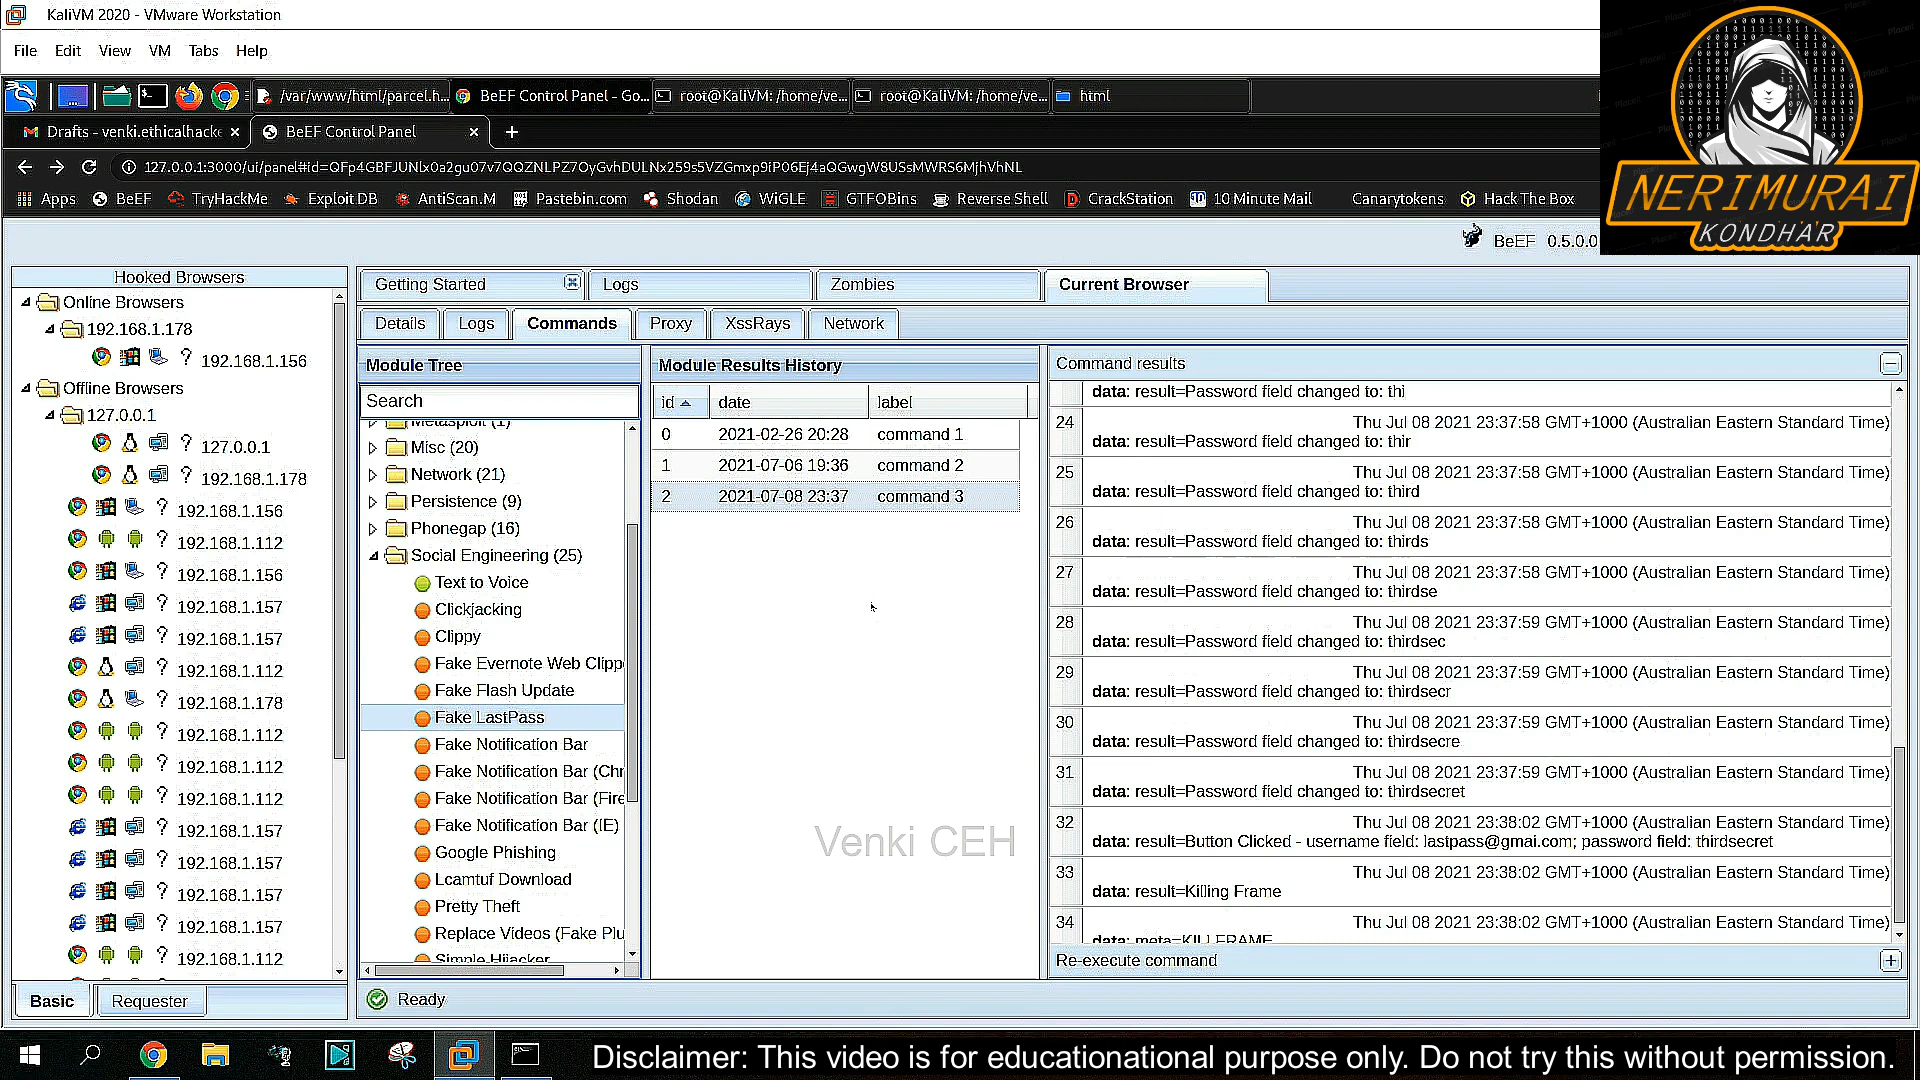 KaliVM 2020 - VMware Workstation
File Edit View VM Tabs Help
/var/www/html/parcel.h... BeEF Control Panel - Go... root@KaliVM: /home/ve... root@KaliVM: /home/ve... html
Drafts - venki.ethicalhacke BeEF Control Panel
127.0.0.1:3000/ui/panel#id=QFp4GBFJUNlx0a2gu07v7QQZNLPZ7OyGvhDULNx259s5VZGmxp9iP06Ej4aQGwgW8USsMWRS6MjhVhNL
Apps BeEF TryHackMe Exploit DB AntiScan.M Pastebin.com Shodan WiGLE GTFOBins Reverse Shell CrackStation 10 Minute Mail Canarytokens Hack The Box
NERIMURAI
KONDHAR
BeEF 0.5.0.0
Hooked Browsers
Online Browsers
192.168.1.178
192.168.1.156
Offline Browsers
127.0.0.1
127.0.0.1
192.168.1.178
192.168.1.156
192.168.1.112
192.168.1.156
192.168.1.157
192.168.1.157
192.168.1.112
192.168.1.178
192.168.1.112
192.168.1.112
192.168.1.112
192.168.1.157
192.168.1.157
192.168.1.157
192.168.1.157
192.168.1.112
Basic Requester
Getting Started Logs Zombies Current Browser
Details Logs Commands Proxy XssRays Network
Module Tree
Search
Metasploit (1)
Misc (20)
Network (21)
Persistence (9)
Phonegap (16)
Social Engineering (25)
Text to Voice
Clickjacking
Clippy
Fake Evernote Web Clipp
Fake Flash Update
Fake LastPass
Fake Notification Bar
Fake Notification Bar (Chr
Fake Notification Bar (Fire
Fake Notification Bar (IE)
Google Phishing
Lcamtuf Download
Pretty Theft
Replace Videos (Fake Plu
Simple Hijacker
Module Results History
id date label
0 2021-02-26 20:28 command 1
1 2021-07-06 19:36 command 2
2 2021-07-08 23:37 command 3
Venki CEH
Command results
data: result=Password field changed to: thi
24 Thu Jul 08 2021 23:37:58 GMT+1000 (Australian Eastern Standard Time)
data: result=Password field changed to: thir
25 Thu Jul 08 2021 23:37:58 GMT+1000 (Australian Eastern Standard Time)
data: result=Password field changed to: third
26 Thu Jul 08 2021 23:37:58 GMT+1000 (Australian Eastern Standard Time)
data: result=Password field changed to: thirds
27 Thu Jul 08 2021 23:37:58 GMT+1000 (Australian Eastern Standard Time)
data: result=Password field changed to: thirdse
28 Thu Jul 08 2021 23:37:59 GMT+1000 (Australian Eastern Standard Time)
data: result=Password field changed to: thirdsec
29 Thu Jul 08 2021 23:37:59 GMT+1000 (Australian Eastern Standard Time)
data: result=Password field changed to: thirdsecr
30 Thu Jul 08 2021 23:37:59 GMT+1000 (Australian Eastern Standard Time)
data: result=Password field changed to: thirdsecre
31 Thu Jul 08 2021 23:37:59 GMT+1000 (Australian Eastern Standard Time)
data: result=Password field changed to: thirdsecret
32 Thu Jul 08 2021 23:38:02 GMT+1000 (Australian Eastern Standard Time)
data: result=Button Clicked - username field: lastpass@gmai.com; password field: thirdsecret
33 Thu Jul 08 2021 23:38:02 GMT+1000 (Australian Eastern Standard Time)
data: result=Killing Frame
34 Thu Jul 08 2021 23:38:02 GMT+1000 (Australian Eastern Standard Time)
data: meta=KILLFRAME
Re-execute command
Ready
Disclaimer: This video is for educationational purpose only. Do not try this without permission.